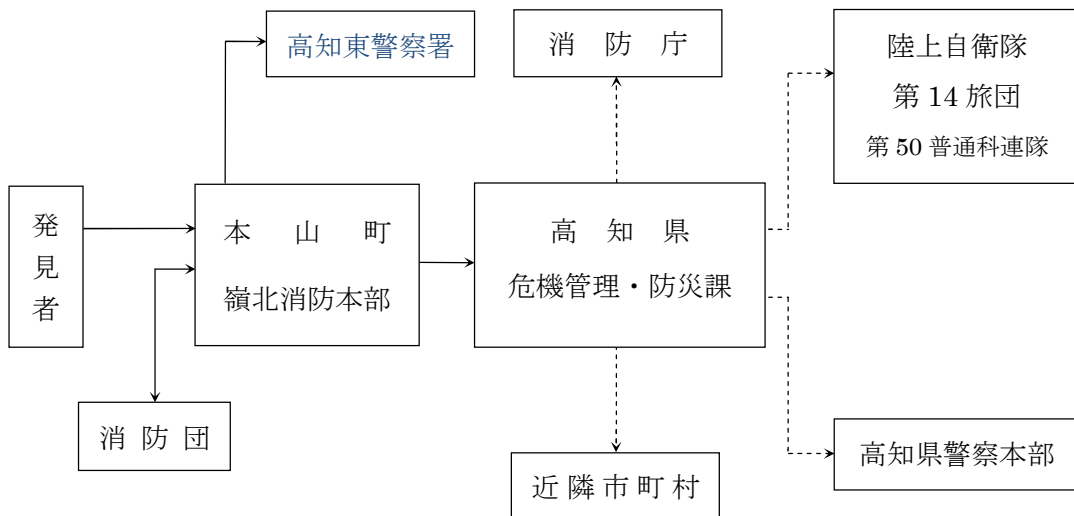 高知東警察署
消防庁
陸上自衛隊
第14旅団
第50普通科連隊
発見者
本山町
嶺北消防本部
高知県
危機管理・防災課
消防団
近隣市町村
高知県警察本部